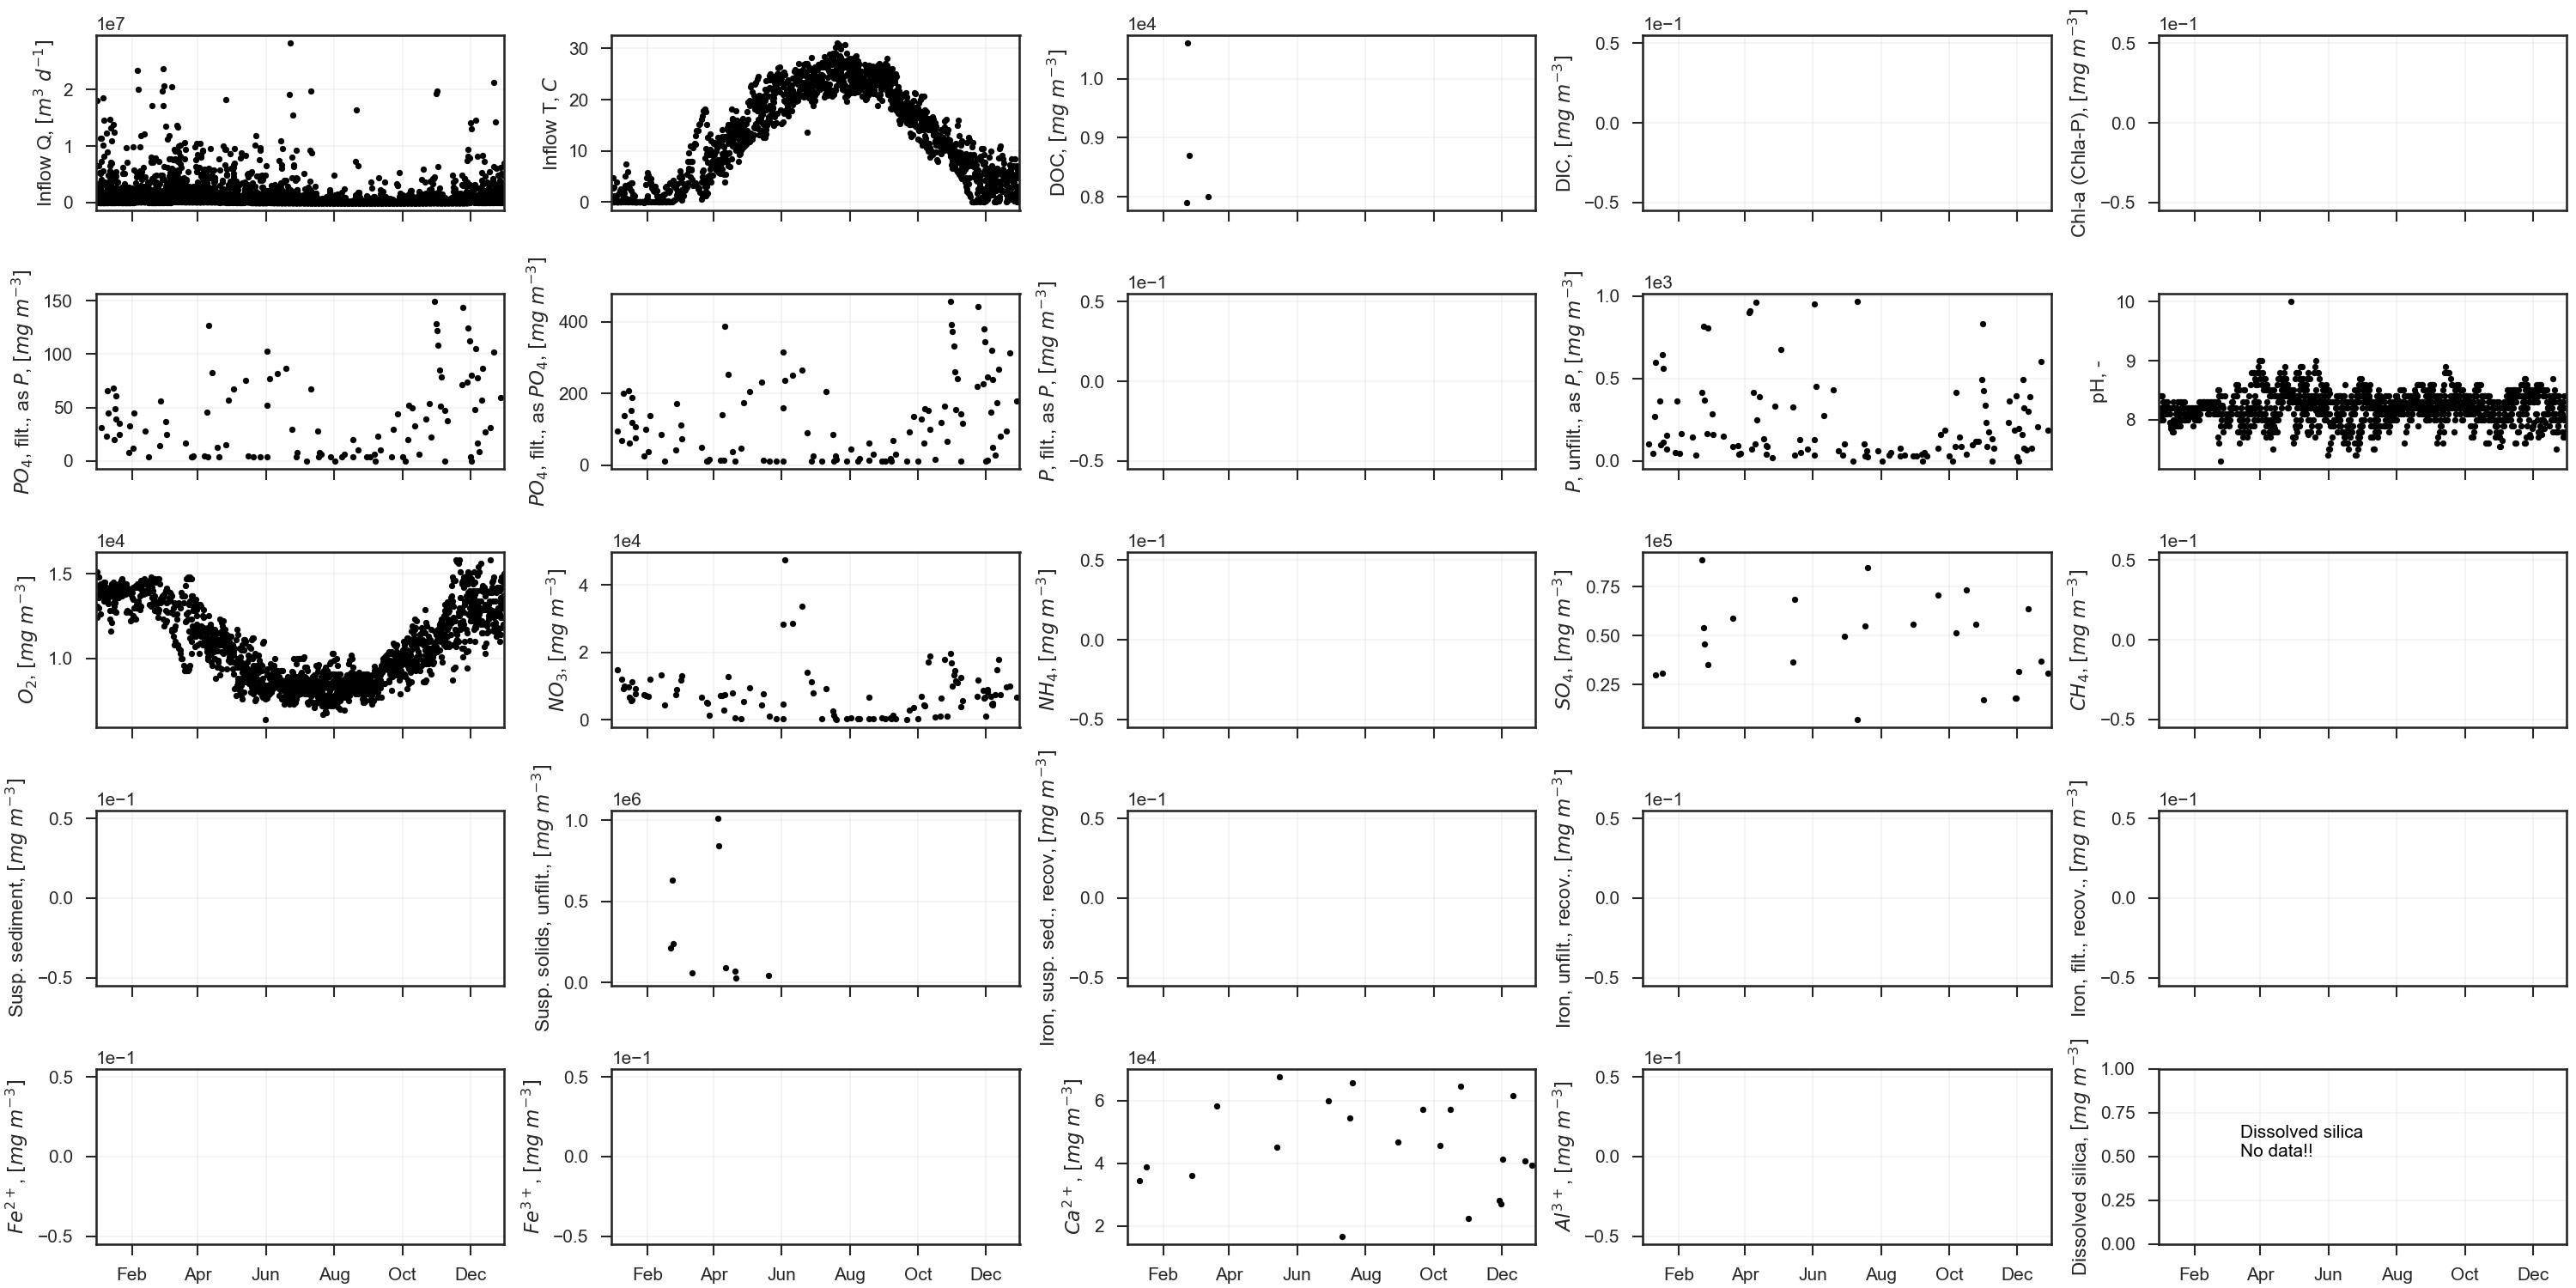 1e7
Inflow Q, [m³ d⁻¹]
2
1
0
Inflow T, C
30
20
10
0
1e4
DOC, [mg m⁻³]
1.0
0.9
0.8
1e−1
DIC, [mg m⁻³]
0.5
0.0
−0.5
1e−1
Chl-a (Chla-P), [mg m⁻³]
0.5
0.0
−0.5
PO₄, filt., as P, [mg m⁻³]
150
100
50
0
PO₄, filt., as PO₄, [mg m⁻³]
400
200
0
1e−1
P, filt., as P, [mg m⁻³]
0.5
0.0
−0.5
1e3
P, unfilt., as P, [mg m⁻³]
1.0
0.5
0.0
pH, -
10
9
8
1e4
O₂, [mg m⁻³]
1.5
1.0
1e4
NO₃, [mg m⁻³]
4
2
0
1e−1
NH₄, [mg m⁻³]
0.5
0.0
−0.5
1e5
SO₄, [mg m⁻³]
0.75
0.50
0.25
1e−1
CH₄, [mg m⁻³]
0.5
0.0
−0.5
1e−1
Susp. sediment, [mg m⁻³]
0.5
0.0
−0.5
1e6
Susp. solids, unfilt., [mg m⁻³]
1.0
0.5
0.0
1e−1
Iron, susp. sed., recov, [mg m⁻³]
0.5
0.0
−0.5
1e−1
Iron, unfilt., recov., [mg m⁻³]
0.5
0.0
−0.5
1e−1
Iron, filt., recov., [mg m⁻³]
0.5
0.0
−0.5
1e−1
Fe²⁺, [mg m⁻³]
0.5
0.0
−0.5
Feb Apr Jun Aug Oct Dec
1e−1
Fe³⁺, [mg m⁻³]
0.5
0.0
−0.5
Feb Apr Jun Aug Oct Dec
1e4
Ca²⁺, [mg m⁻³]
6
4
2
Feb Apr Jun Aug Oct Dec
1e−1
Al³⁺, [mg m⁻³]
0.5
0.0
−0.5
Feb Apr Jun Aug Oct Dec
Dissolved silica, [mg m⁻³]
1.00
0.75
0.50
0.25
0.00
Dissolved silica
No data!!
Feb Apr Jun Aug Oct Dec